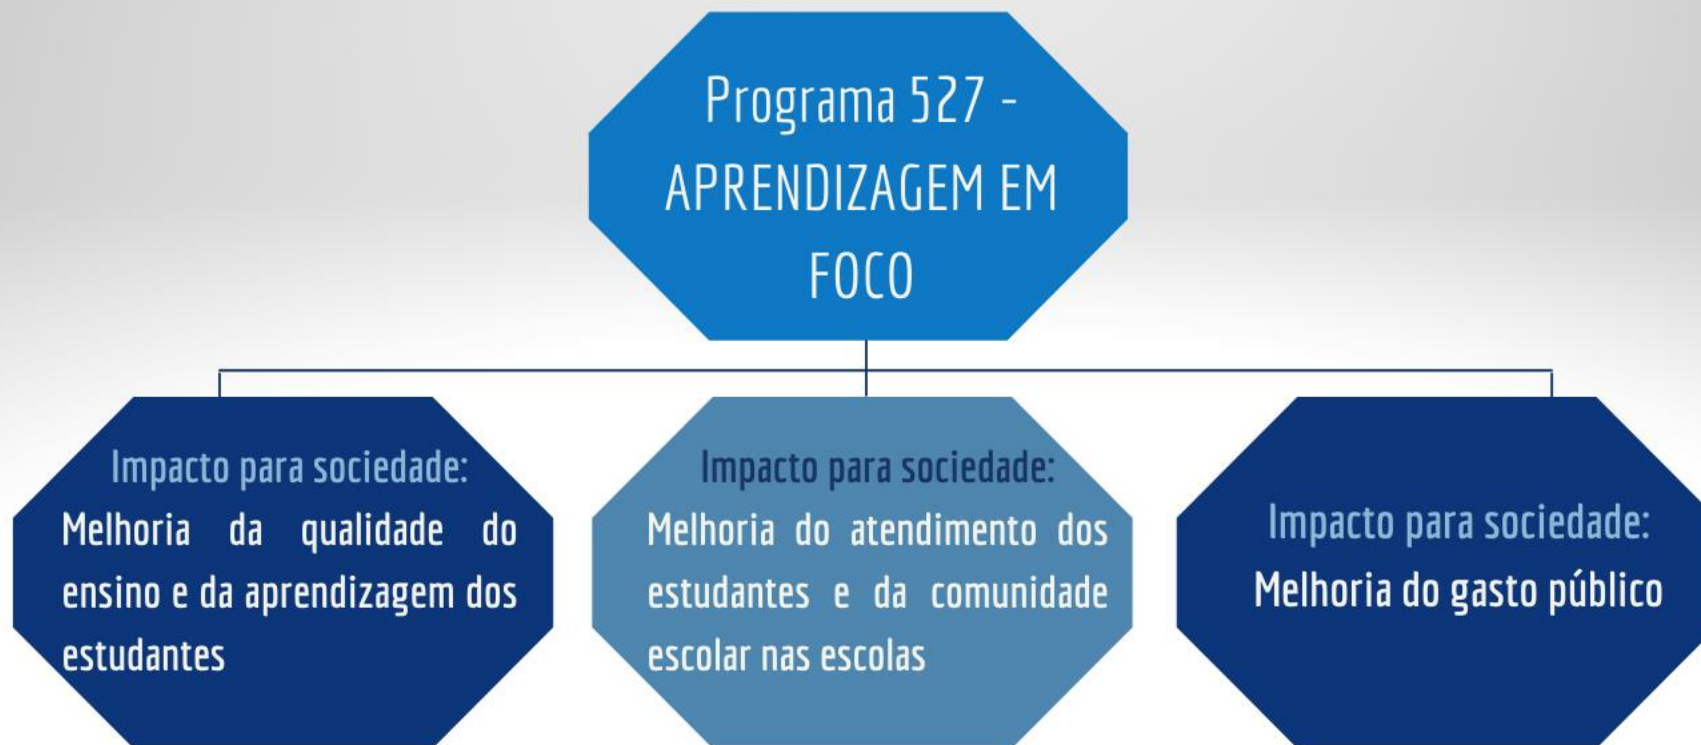 Programa 527 -
APRENDIZAGEM EM
FOCO
Impacto para sociedade:
Melhoria da qualidade do
ensino e da aprendizagem dos
estudantes
Impacto para sociedade:
Melhoria do atendimento dos
estudantes e da comunidade
escolar nas escolas
Impacto para sociedade:
Melhoria do gasto público